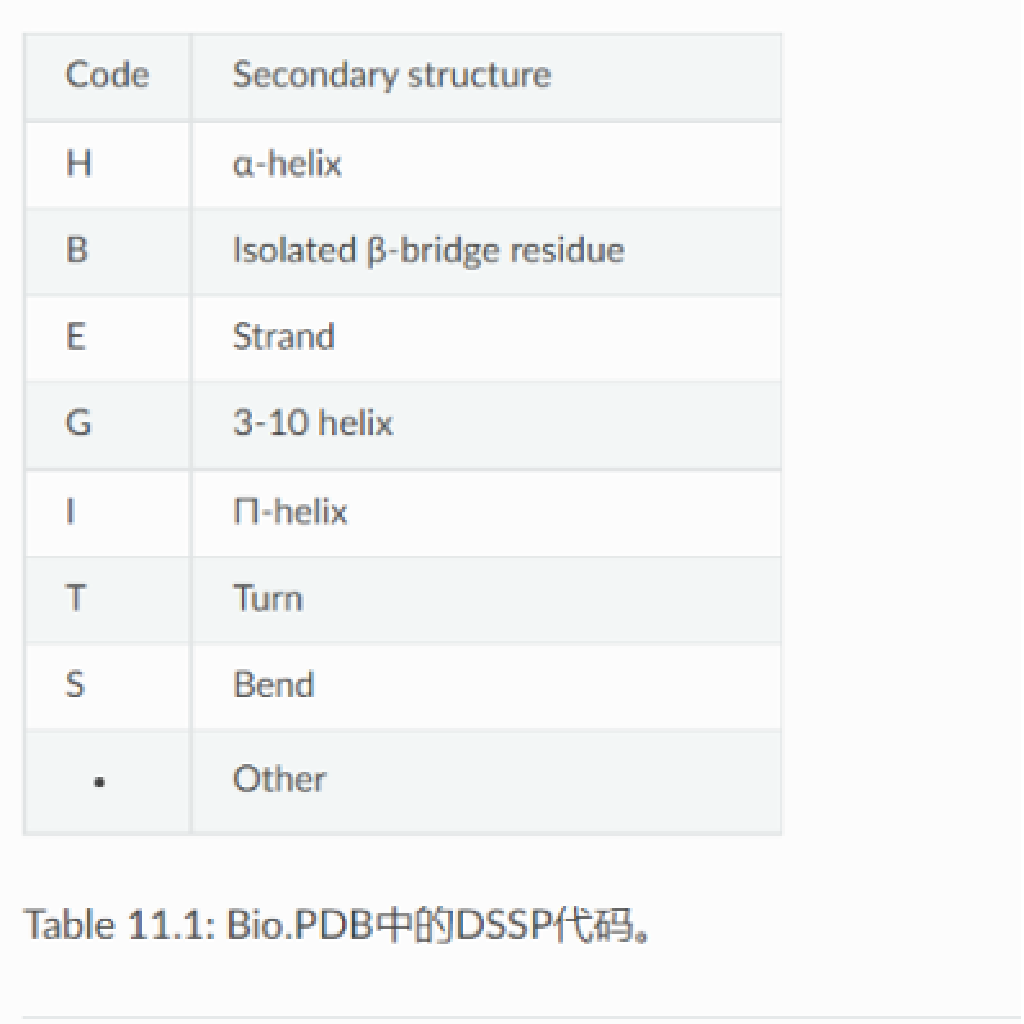 Code Secondary structure
H α-helix
B Isolated β-bridge residue
E Strand
G 3-10 helix
I Π-helix
T Turn
S Bend
• Other
Table 11.1: Bio.PDB中的DSSP代码。